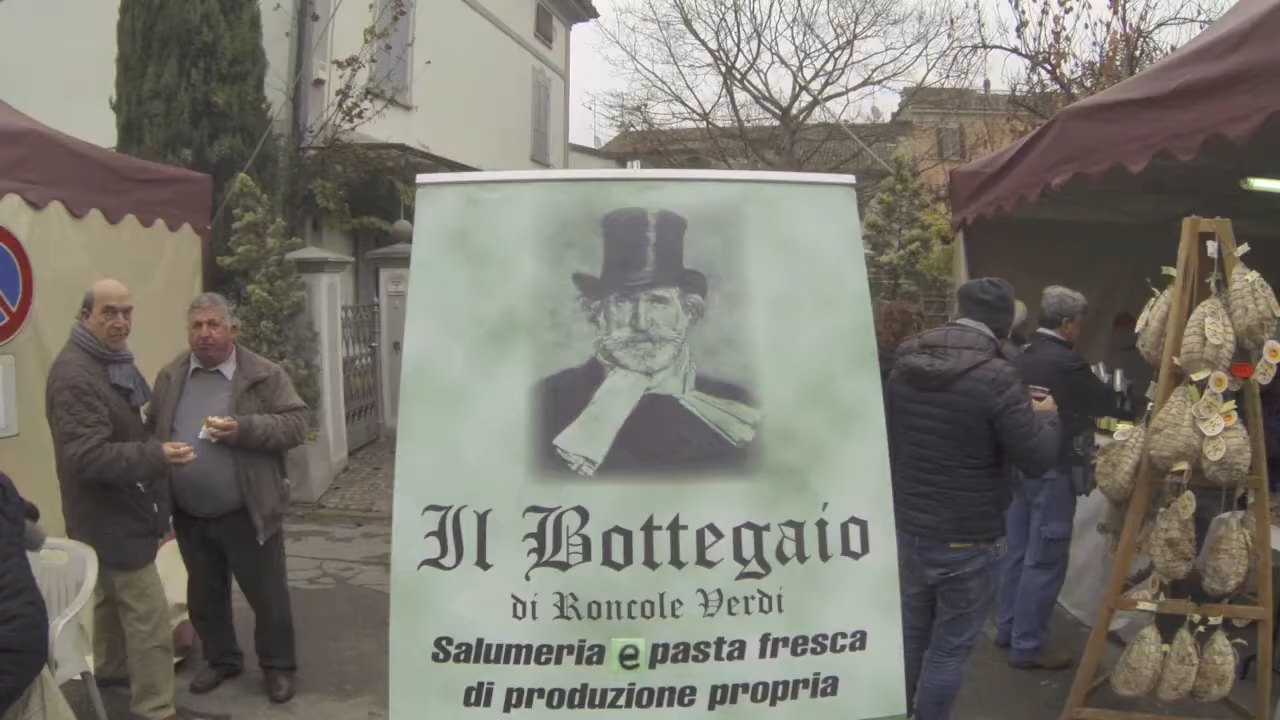 Il Bottegaio
di Roncole Verdi
Salumeria e pasta fresca
di produzione propria